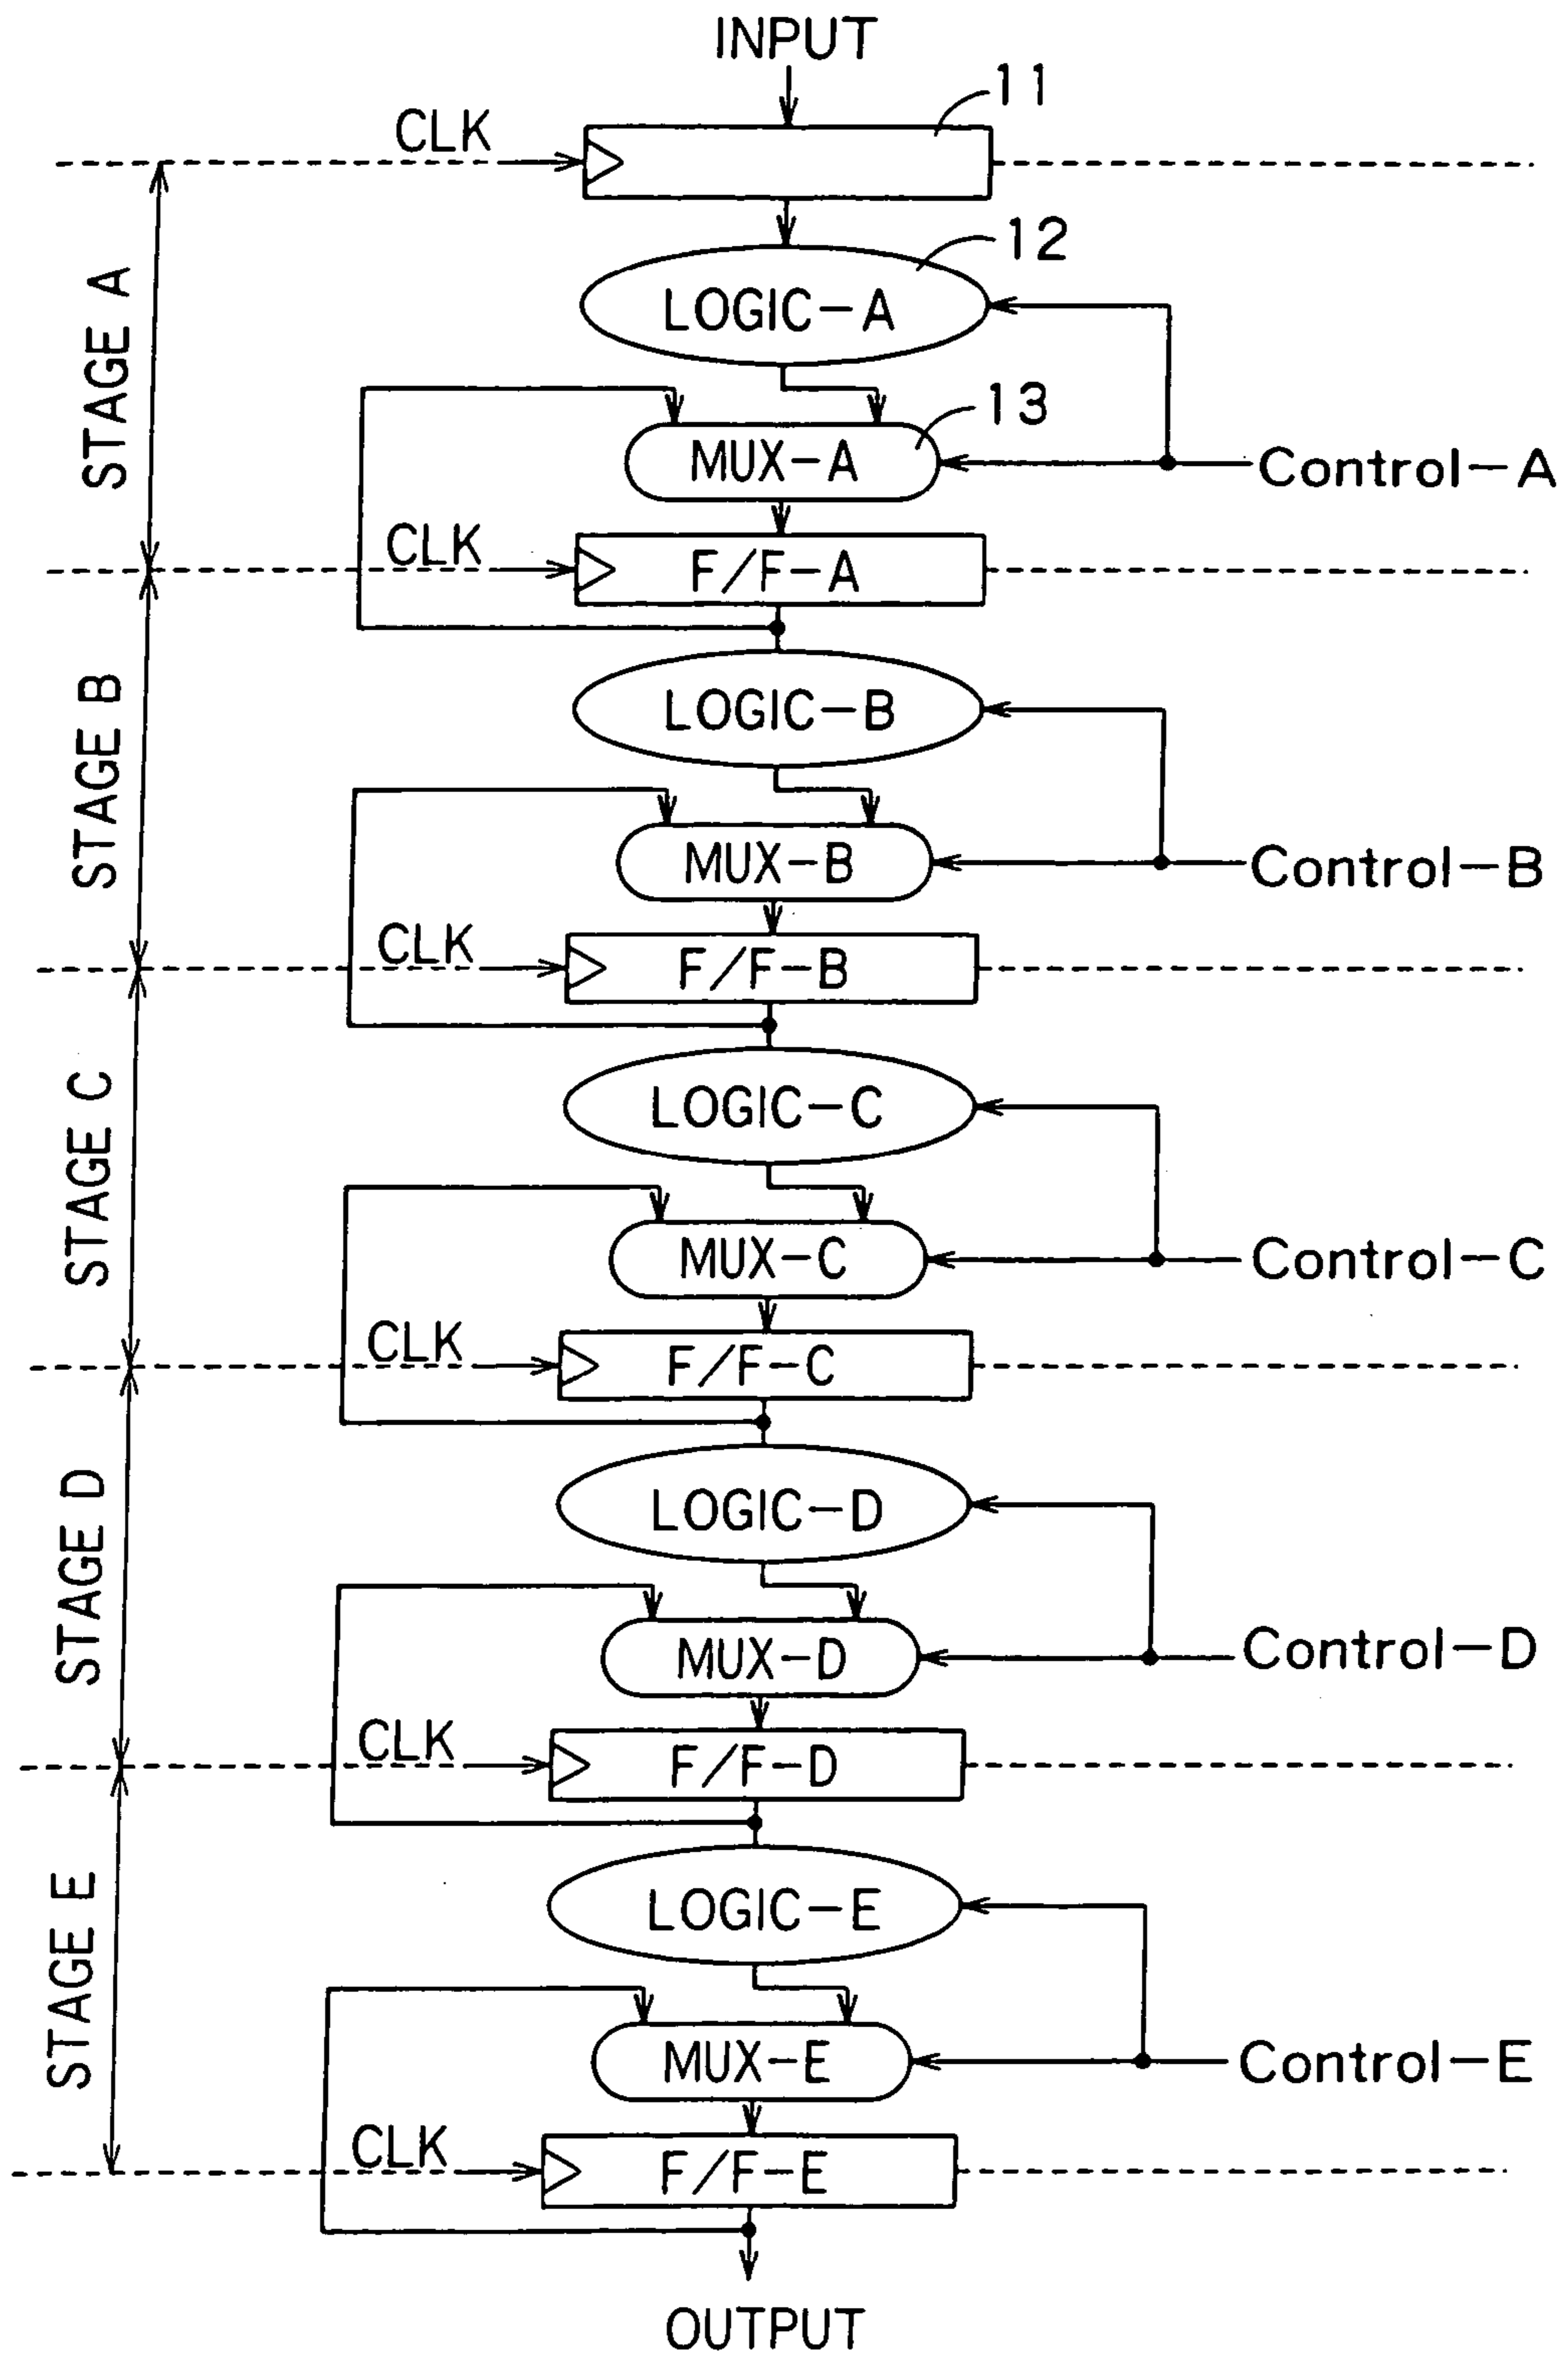 INPUT
11
CLK
12
LOGIC-A
STAGE A
13
MUX-A
Control-A
CLK
F/F-A
LOGIC-B
STAGE B
MUX-B
Control-B
CLK
F/F-B
LOGIC-C
STAGE C
MUX-C
Control-C
CLK
F/F-C
LOGIC-D
STAGE D
MUX-D
Control-D
CLK
F/F-D
LOGIC-E
STAGE E
MUX-E
Control-E
CLK
F/F-E
OUTPUT